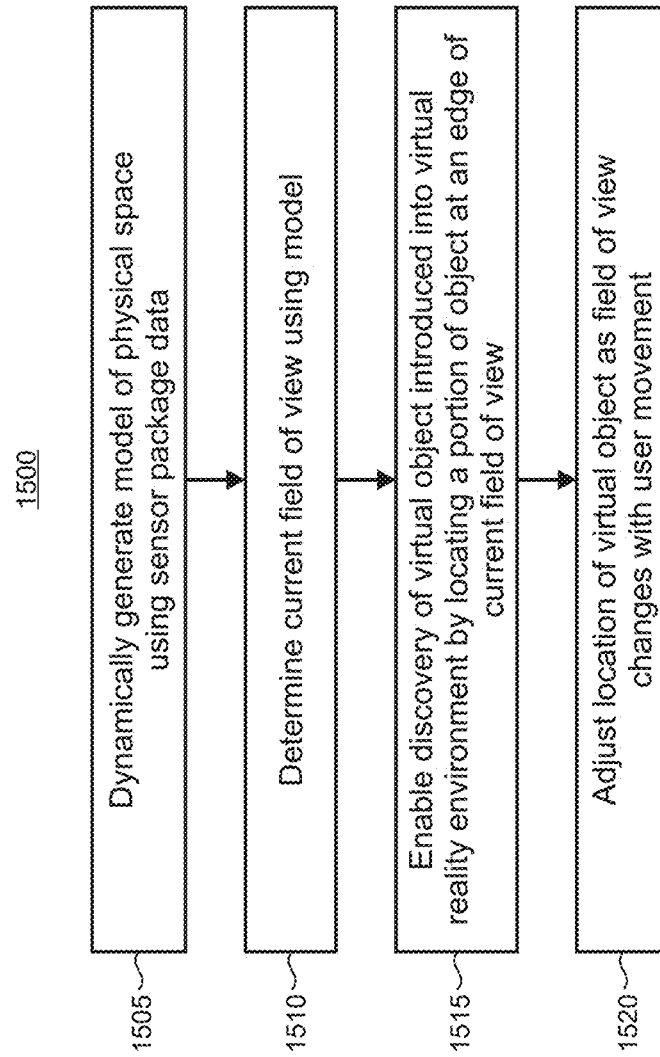 1500
1505
Dynamically generate model of physical space
using sensor package data
1510
Determine current field of view using model
1515
Enable discovery of virtual object introduced into virtual
reality environment by locating a portion of object at an edge of
current field of view
1520
Adjust location of virtual object as field of view
changes with user movement